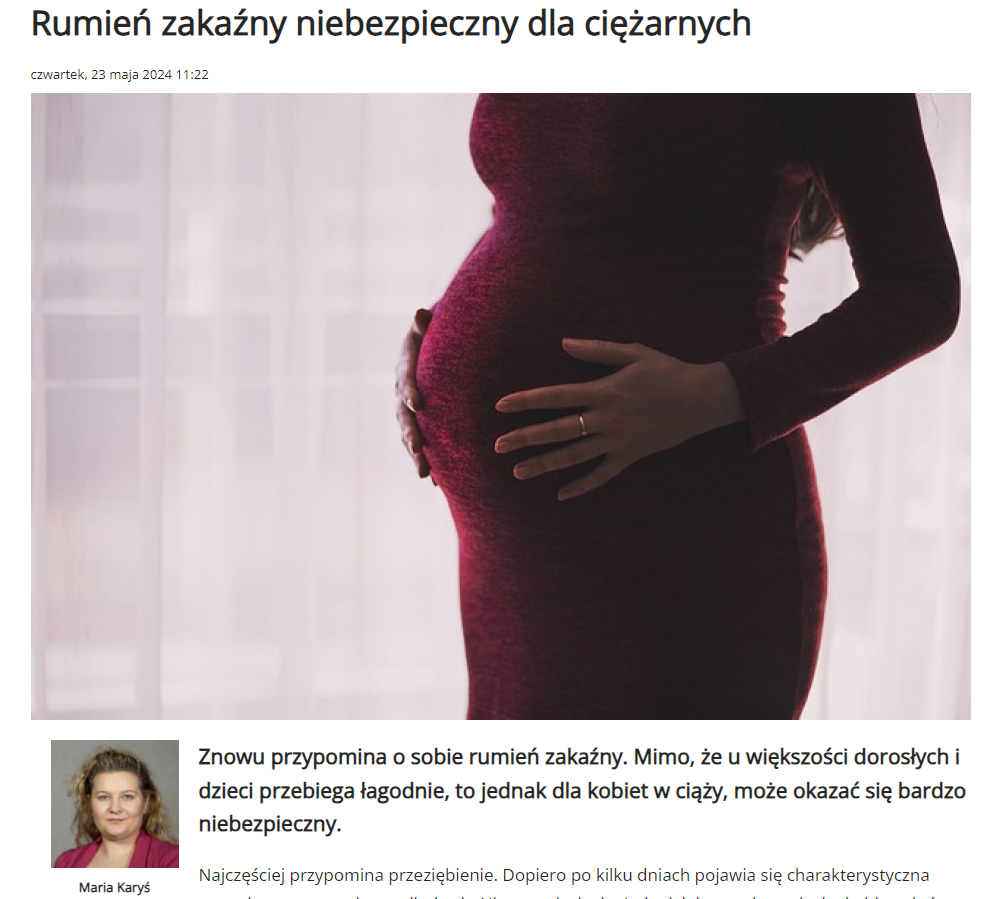 Rumień zakaźny niebezpieczny dla ciężarnych
czwartek, 23 maja 2024 11:22
Znowu przypomina o sobie rumień zakaźny. Mimo, że u większości dorosłych i
dzieci przebiega łagodnie, to jednak dla kobiet w ciąży, może okazać się bardzo
niebezpieczny.
Maria Karyś
Najczęściej przypomina przeziębienie. Dopiero po kilku dniach pojawia się charakterystyczna